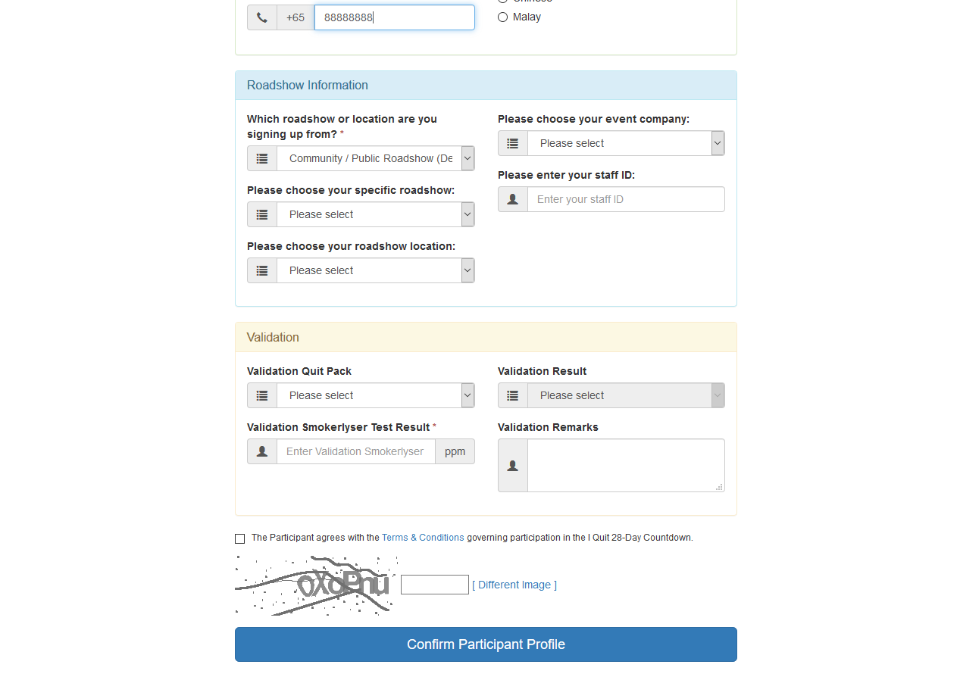 +65 88888888
Malay
Roadshow Information
Which roadshow or location are you
signing up from? *
Community / Public Roadshow (De
Please choose your specific roadshow:
Please select
Please choose your roadshow location:
Please select
Please choose your event company:
Please select
Please enter your staff ID:
Enter your staff ID
Validation
Validation Quit Pack
Please select
Validation Smokerlyser Test Result *
Enter Validation Smokerlyser ppm
Validation Result
Please select
Validation Remarks
The Participant agrees with the Terms & Conditions governing participation in the I Quit 28-Day Countdown.
[ Different Image ]
Confirm Participant Profile